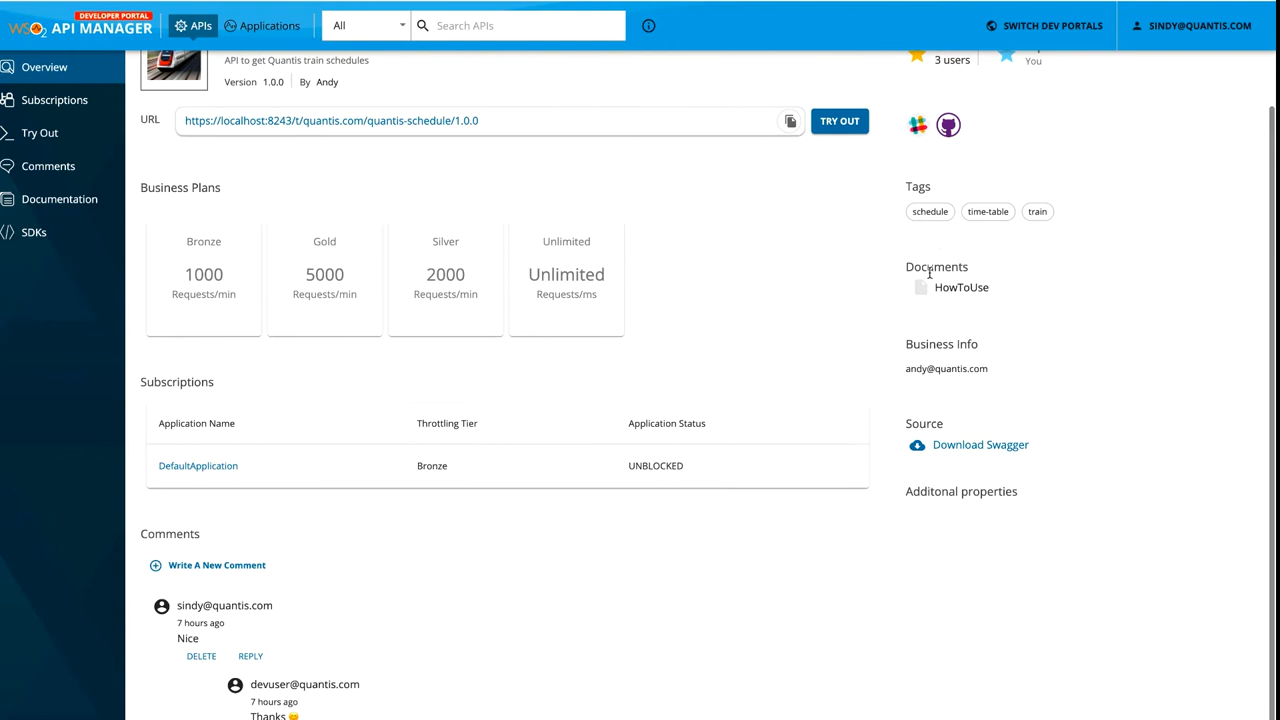 DEVELOPER PORTAL
WSO2 API MANAGER
APIs
Applications
All
Search APIs
SWITCH DEV PORTALS
SINDY@QUANTIS.COM
Overview
Subscriptions
Try Out
Comments
Documentation
SDKs
API to get Quantis train schedules
Version 1.0.0
By Andy
3 users
You
URL
https://localhost:8243/t/quantis.com/quantis-schedule/1.0.0
TRY OUT
Business Plans
Bronze
1000
Requests/min
Gold
5000
Requests/min
Silver
2000
Requests/min
Unlimited
Unlimited
Requests/ms
Subscriptions
Application Name Throttling Tier Application Status
DefaultApplication Bronze UNBLOCKED
Comments
Write A New Comment
sindy@quantis.com
7 hours ago
Nice
DELETE REPLY
devuser@quantis.com
7 hours ago
Thanks 😊
Tags
schedule time-table train
Documents
HowToUse
Business Info
andy@quantis.com
Source
Download Swagger
Additonal properties